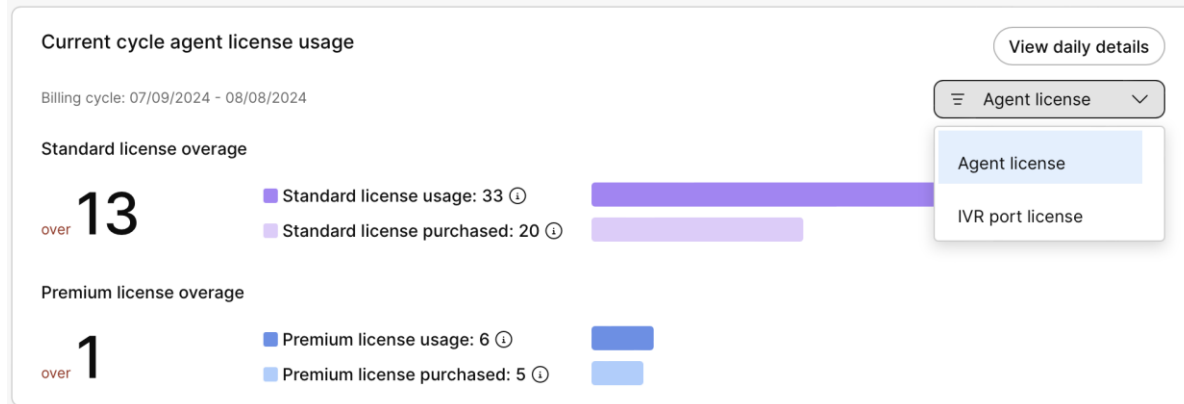 Current cycle agent license usage
View daily details
Billing cycle: 07/09/2024 - 08/08/2024
Agent license
Agent license
IVR port license
Standard license overage
over 13
Standard license usage: 33
Standard license purchased: 20
Premium license overage
over 1
Premium license usage: 6
Premium license purchased: 5